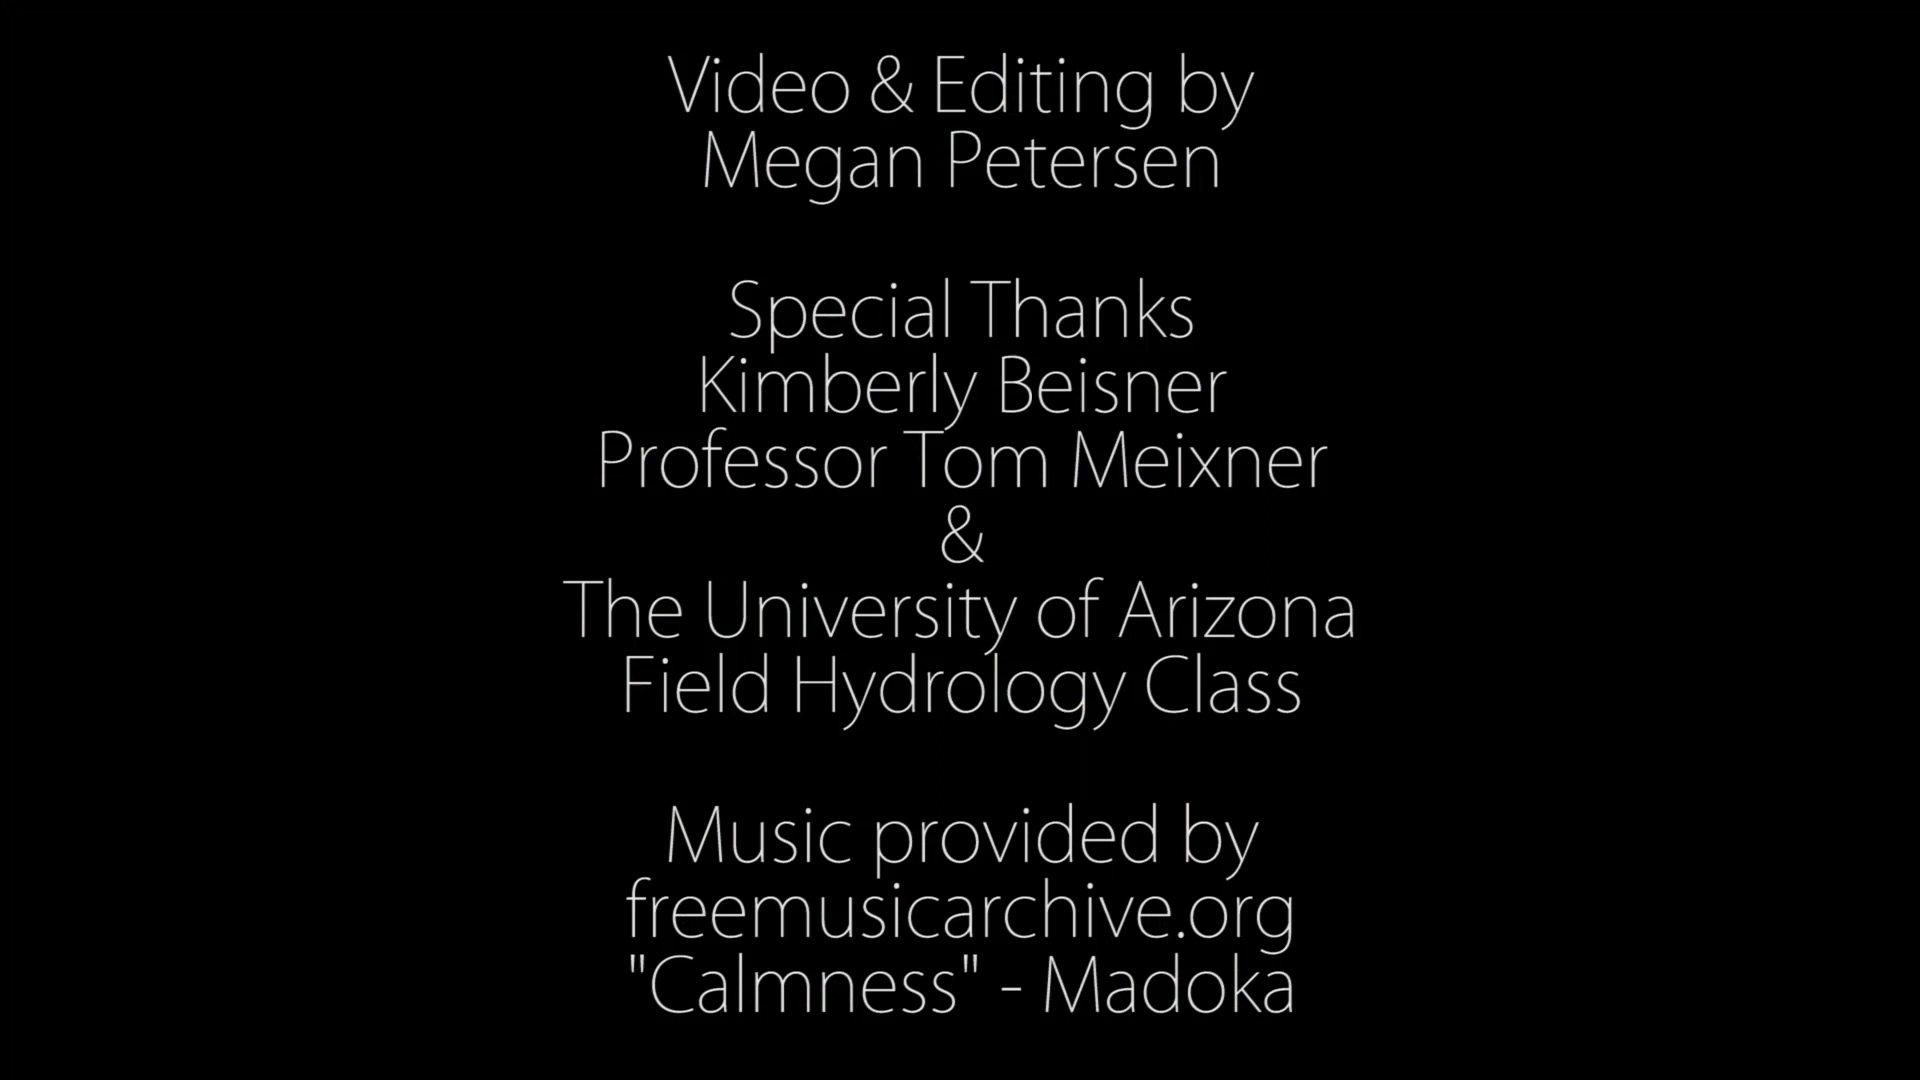 Video & Editing by
Megan Petersen
Special Thanks
Kimberly Beisner
Professor Tom Meixner
&
The University of Arizona
Field Hydrology Class
Music provided by
freemusicarchive.org
"Calmness" - Madoka